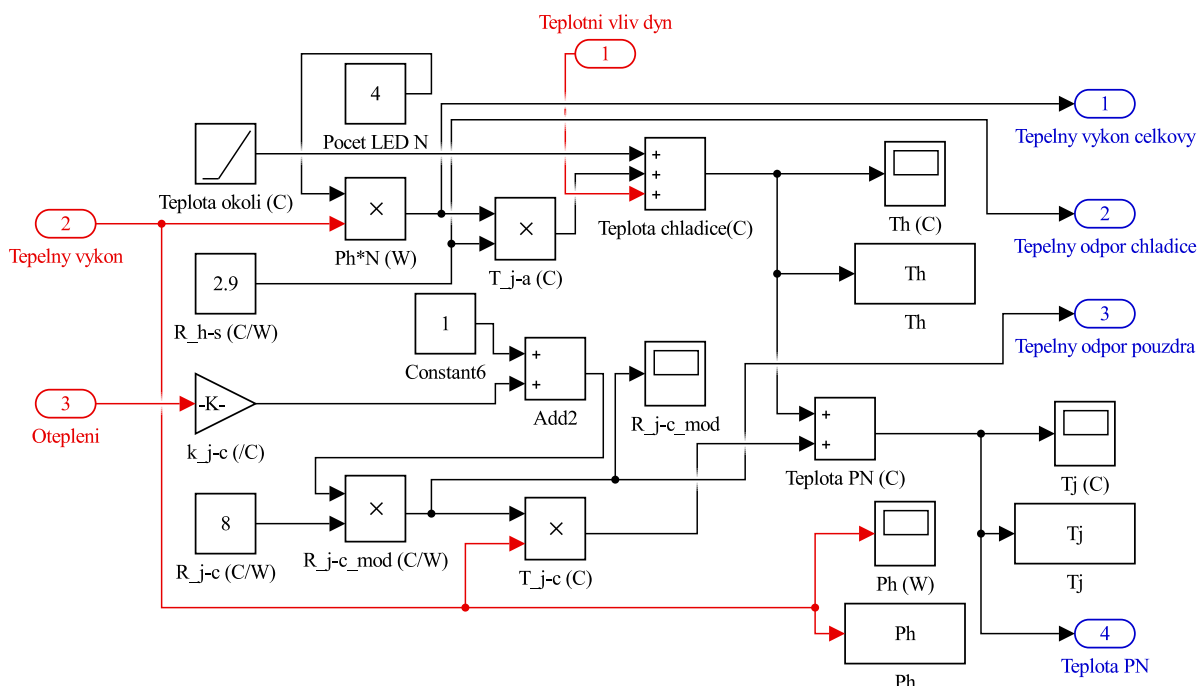 Teplotni vliv dyn
1
4
Pocet LED N
1
Tepelny vykon celkovy
Teplota okoli (C)
+
+
+
Teplota chladice(C)
Th (C)
2
Tepelny odpor chladice
2
Tepelny vykon
×
Ph*N (W)
×
T_j-a (C)
2.9
R_h-s (C/W)
Th
Th
3
Tepelny odpor pouzdra
1
Constant6
+
+
Add2
R_j-c_mod
3
Otepleni
-K-
k_j-c (/C)
+
+
Teplota PN (C)
Tj (C)
8
R_j-c (C/W)
×
R_j-c_mod (C/W)
×
T_j-c (C)
Ph (W)
Tj
Tj
Ph
Ph
4
Teplota PN